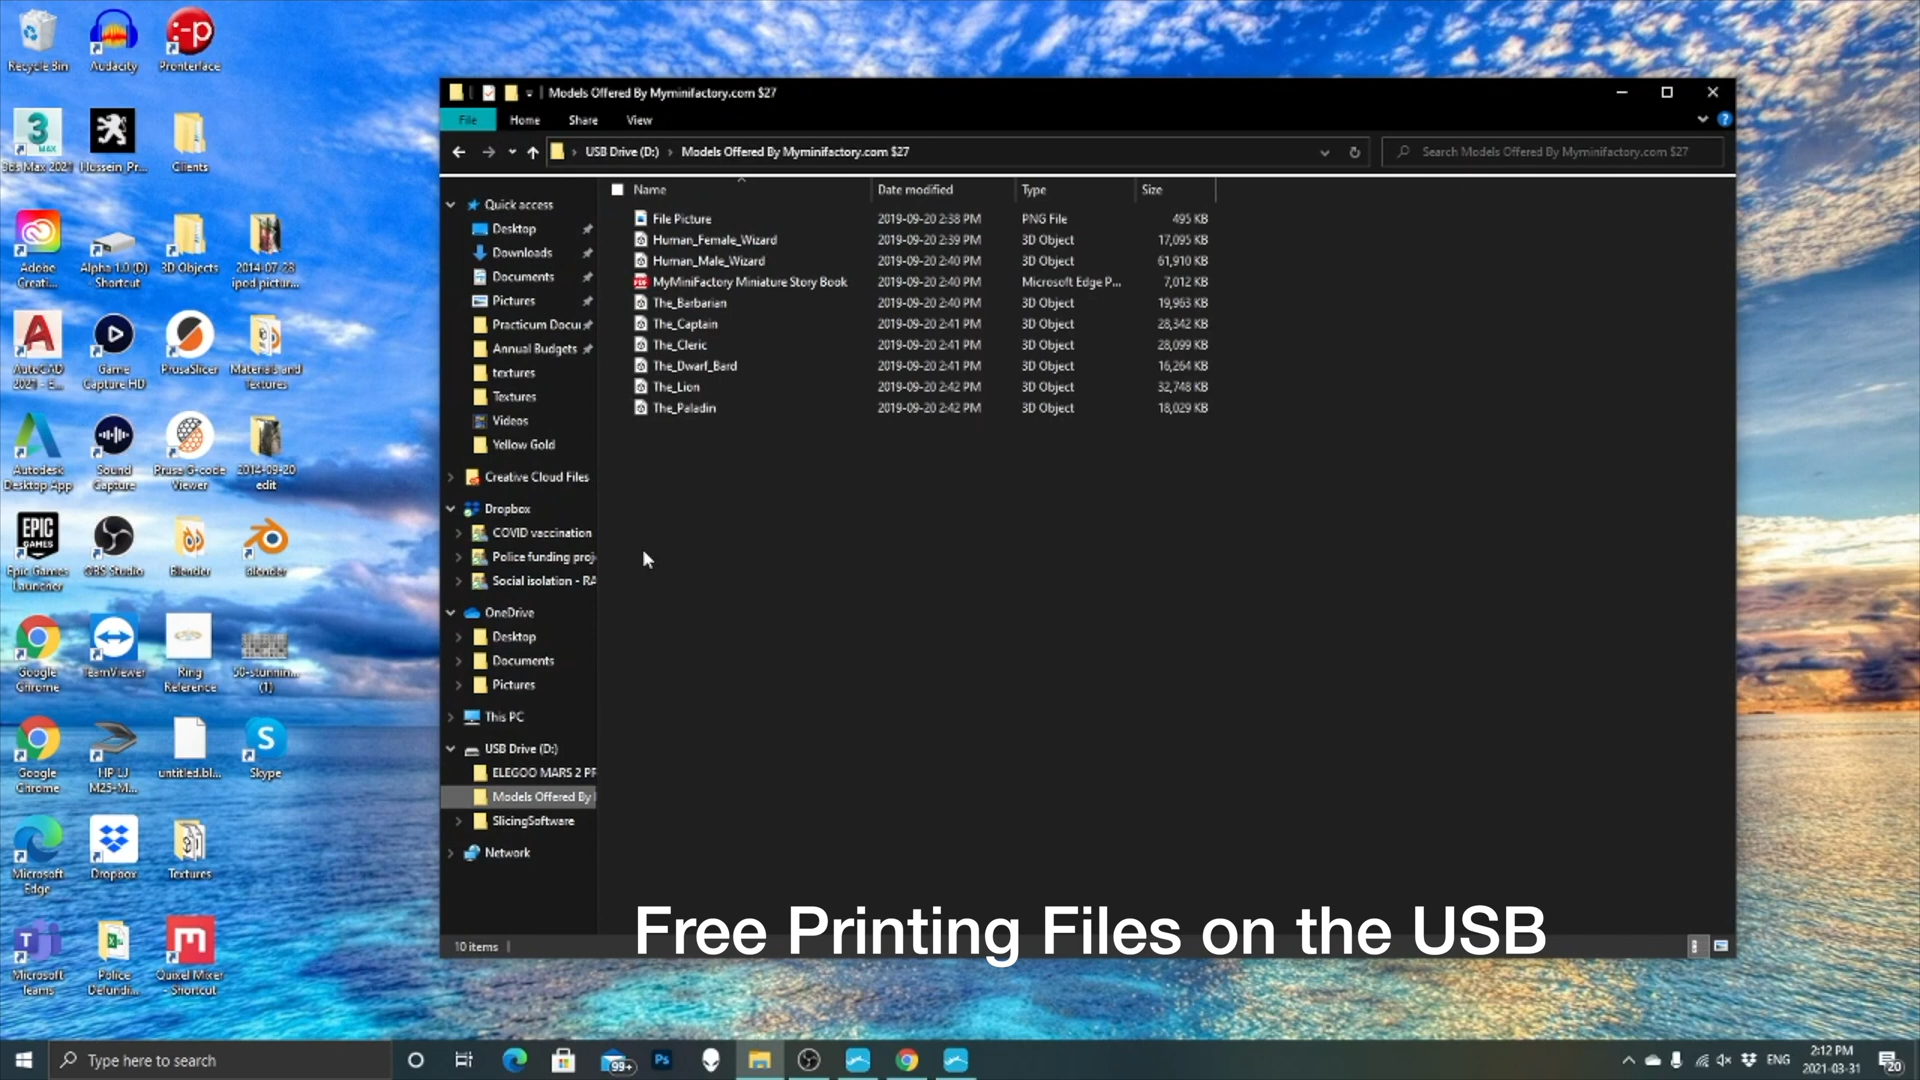 Recycle Bin
Audacity
Pronterface
3ds Max 2021
Hussein Pr...
Clients
Adobe Creati...
Alpha 1.0 (D) - Shortcut
3D Objects
2014-07-28 ipod pictur...
AutoCAD 2021 - E...
Game Capture HD
PrusaSlicer
Materials and Textures
Autodesk Desktop App
Sound Capture
Prusa G-code Viewer
2014-09-20 edit
EPIC GAMES
Epic Games Launcher
OBS Studio
Blender
blender
Google Chrome
TeamViewer
Ring Reference
50-stunnin... (1)
Google Chrome
HP LJ M25-M...
untitled.bl...
Skype
Microsoft Edge
Dropbox
Textures
Microsoft Teams
Police Defundi...
Quixel Mixer - Shortcut
Models Offered By Myminifactory.com $27
File Home Share View
USB Drive (D:) Models Offered By Myminifactory.com $27
Search Models Offered By Myminifactory.com $27
Quick access
Desktop
Downloads
Documents
Pictures
Practicum Docu
Annual Budgets
textures
Textures
Videos
Yellow Gold
Creative Cloud Files
Dropbox
COVID vaccination
Police funding proj
Social isolation - RA
OneDrive
Desktop
Documents
Pictures
This PC
USB Drive (D:)
ELEGOO MARS 2 PR
Models Offered By
SlicingSoftware
Network
Name Date modified Type Size
File Picture 2019-09-20 2:38 PM PNG File 495 KB
Human_Female_Wizard 2019-09-20 2:39 PM 3D Object 17,095 KB
Human_Male_Wizard 2019-09-20 2:40 PM 3D Object 61,910 KB
MyMiniFactory Miniature Story Book 2019-09-20 2:40 PM Microsoft Edge P... 7,012 KB
The_Barbarian 2019-09-20 2:40 PM 3D Object 19,963 KB
The_Captain 2019-09-20 2:41 PM 3D Object 28,342 KB
The_Cleric 2019-09-20 2:41 PM 3D Object 28,099 KB
The_Dwarf_Bard 2019-09-20 2:41 PM 3D Object 16,264 KB
The_Lion 2019-09-20 2:42 PM 3D Object 32,748 KB
The_Paladin 2019-09-20 2:42 PM 3D Object 18,029 KB
10 items
Free Printing Files on the USB
Type here to search
99+
Ps
ENG
2:12 PM
2021-03-31
20